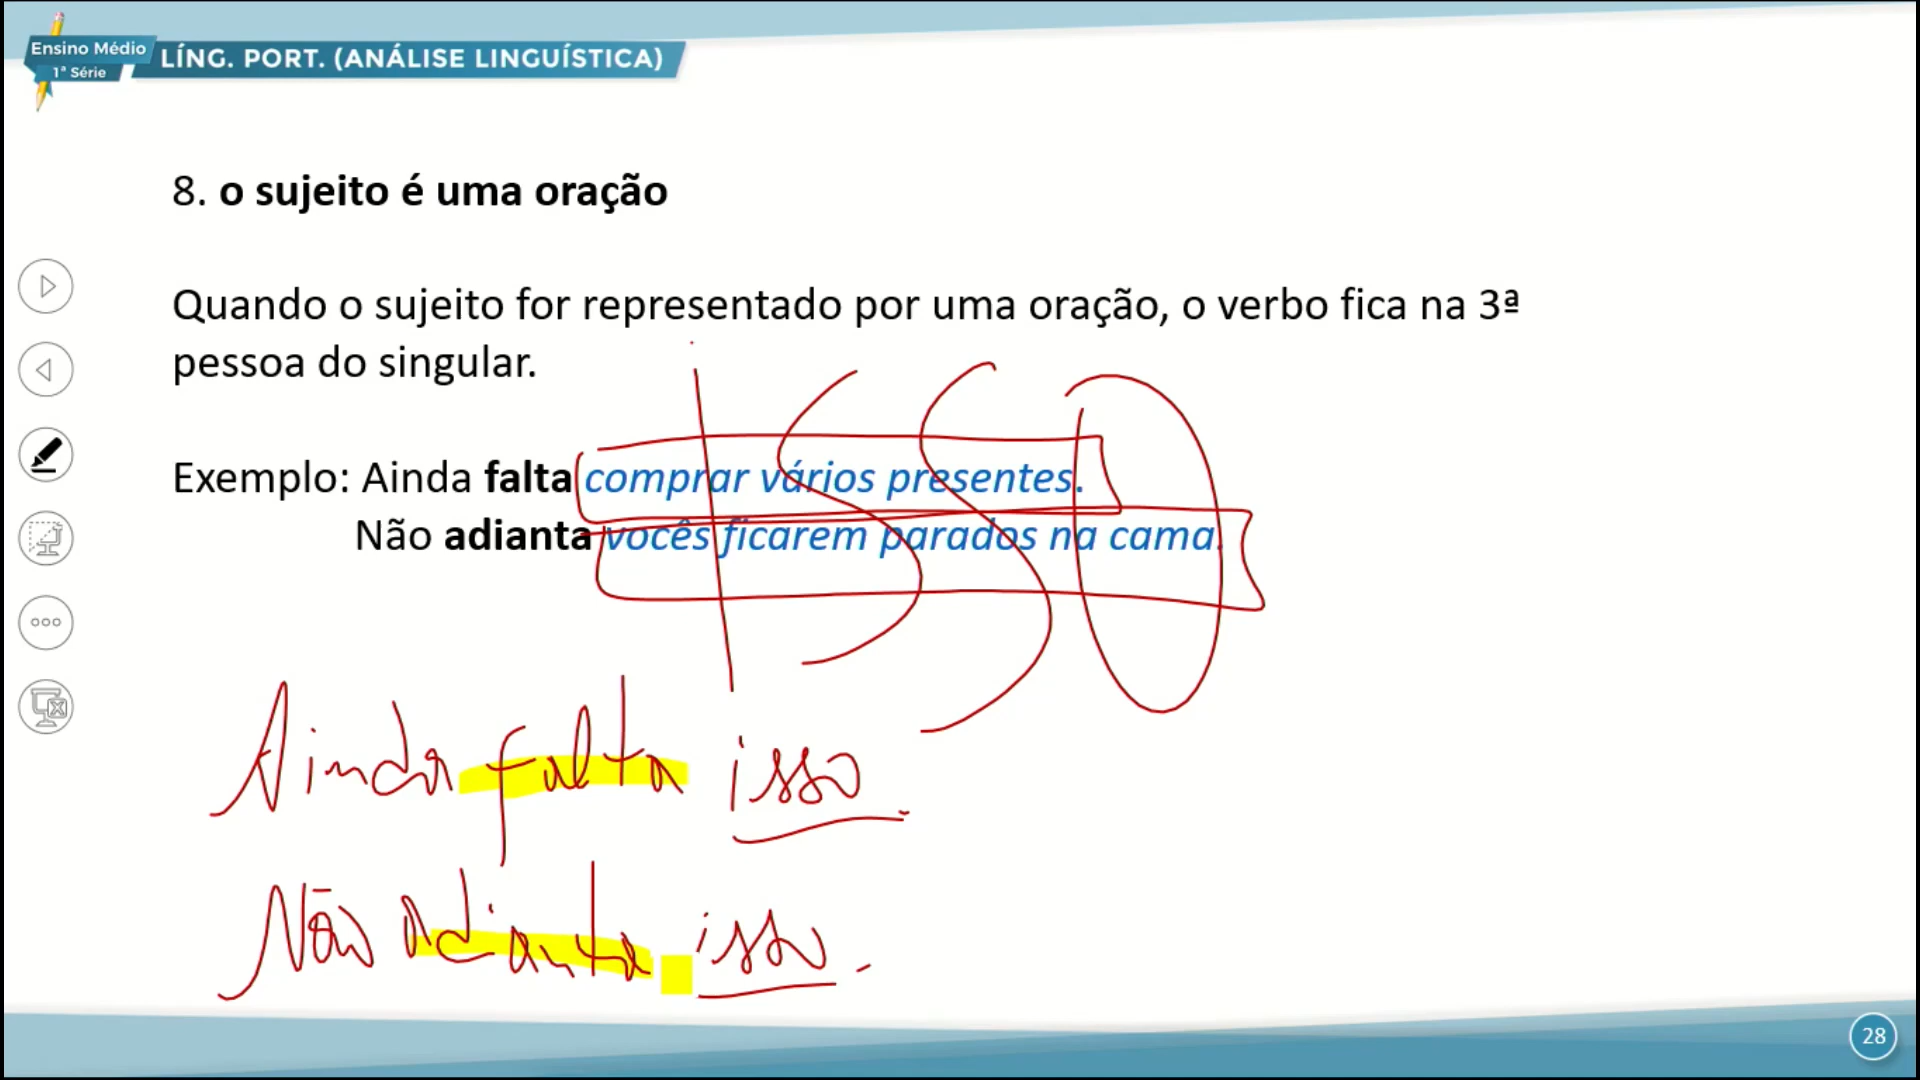 Ensino Médio
1ª Série
LÍNG. PORT. (ANÁLISE LINGUÍSTICA)
8. o sujeito é uma oração
Quando o sujeito for representado por uma oração, o verbo fica na 3ª
pessoa do singular.
Exemplo: Ainda falta comprar vários presentes.
Não adianta vocês ficarem parados na cama.
ISSO
Ainda falta isso.
Não adianta isso.
28